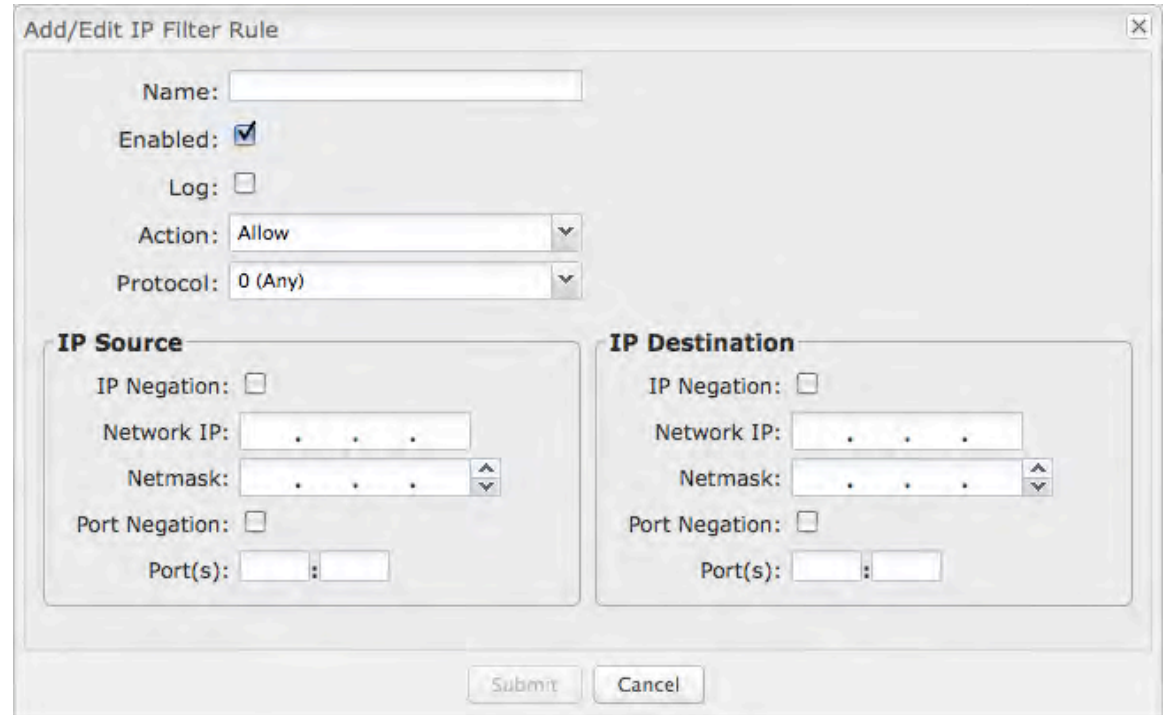 Add/Edit IP Filter Rule
Name:
Enabled:
Log:
Action: Allow
Protocol: 0 (Any)
IP Source
IP Negation:
Network IP: . . .
Netmask: . . .
Port Negation:
Port(s): :
IP Destination
IP Negation:
Network IP: . . .
Netmask: . . .
Port Negation:
Port(s): :
Submit Cancel